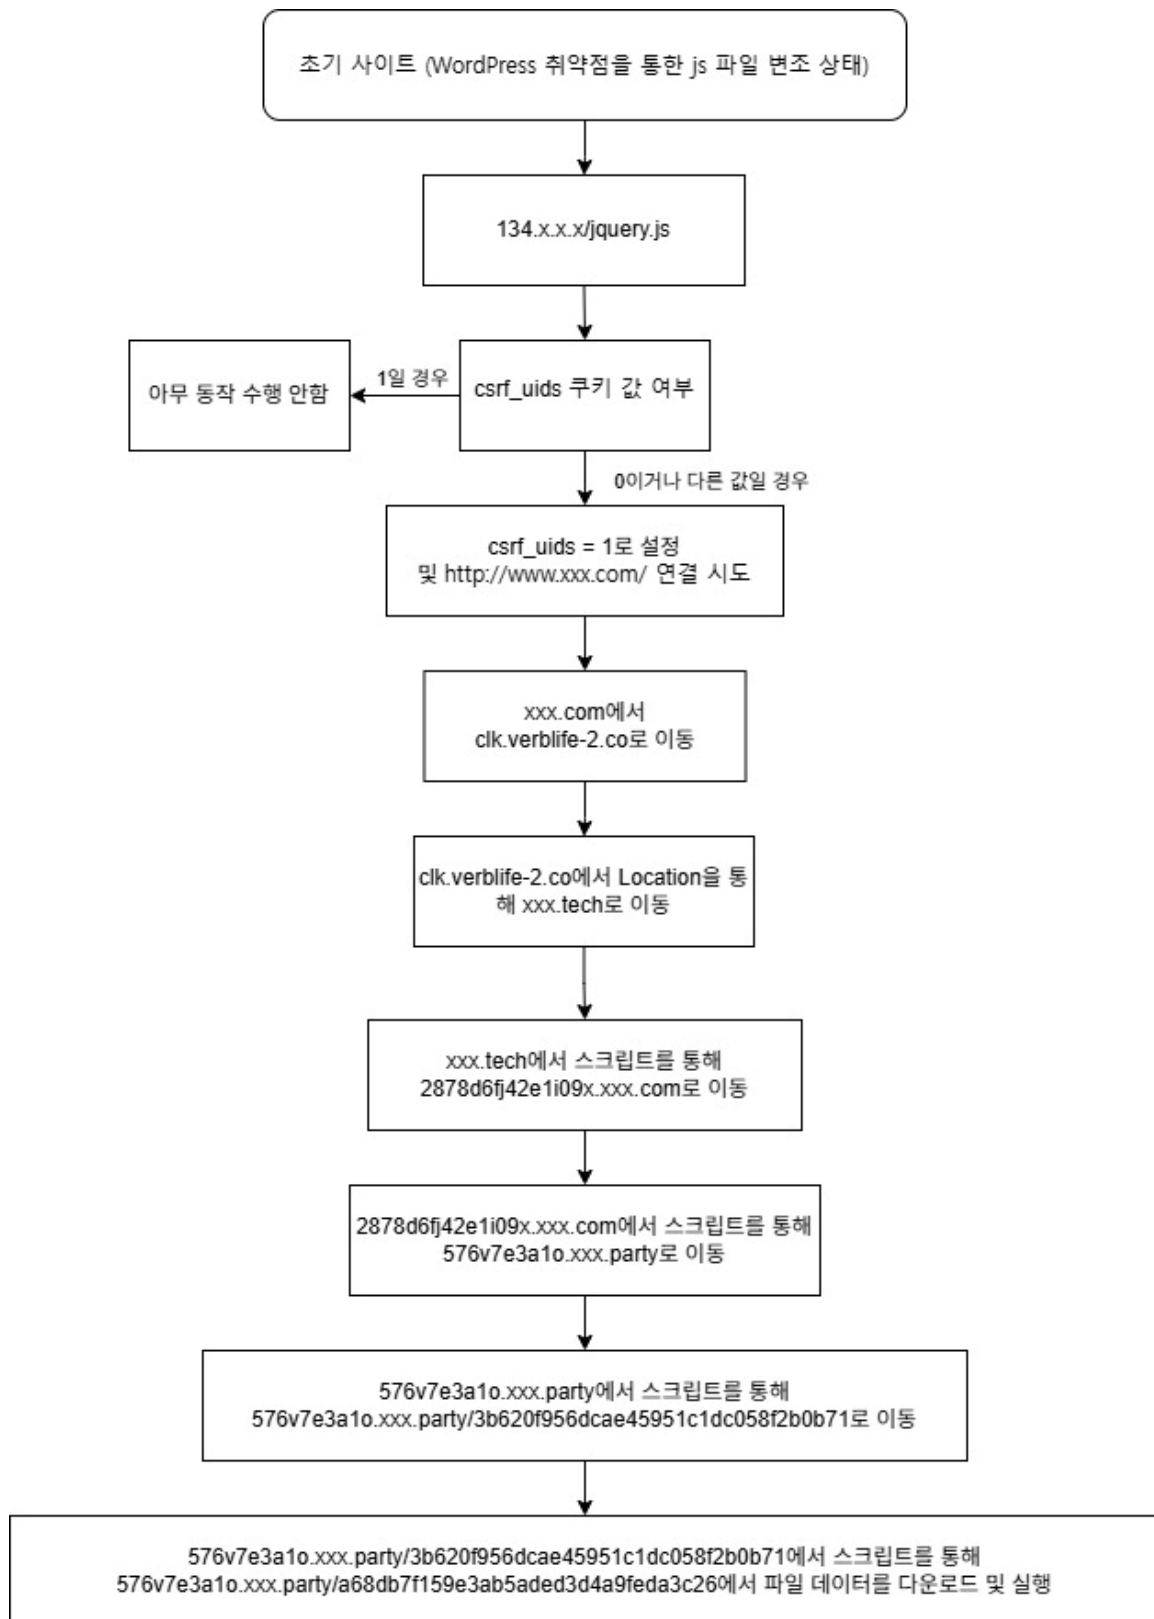 초기 사이트 (WordPress 취약점을 통한 js 파일 변조 상태)
134.x.x.x/jquery.js
아무 동작 수행 안함
1일 경우
csrf_uids 쿠키 값 여부
0이거나 다른 값일 경우
csrf_uids = 1로 설정
및 http://www.xxx.com/ 연결 시도
xxx.com에서
clk.verblife-2.co로 이동
clk.verblife-2.co에서 Location을 통
해 xxx.tech로 이동
xxx.tech에서 스크립트를 통해
2878d6fj42e1i09x.xxx.com로 이동
2878d6fj42e1i09x.xxx.com에서 스크립트를 통해
576v7e3a1o.xxx.party로 이동
576v7e3a1o.xxx.party에서 스크립트를 통해
576v7e3a1o.xxx.party/3b620f956dcae45951c1dc058f2b0b71로 이동
576v7e3a1o.xxx.party/3b620f956dcae45951c1dc058f2b0b71에서 스크립트를 통해
576v7e3a1o.xxx.party/a68db7f159e3ab5aded3d4a9feda3c26에서 파일 데이터를 다운로드 및 실행